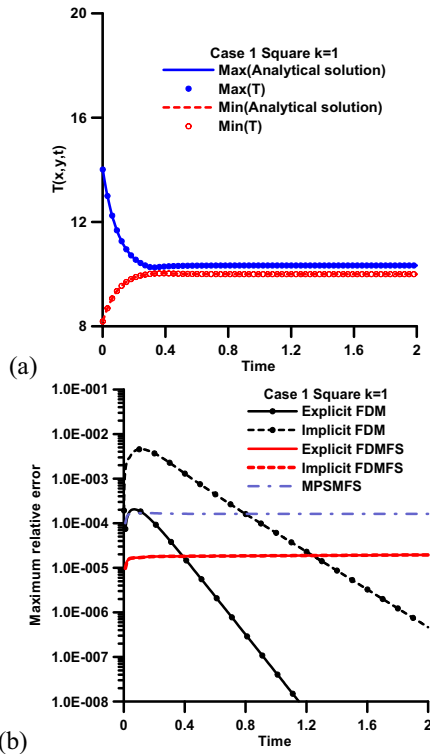 20
16
12
8
T(x,y,t)
Case 1 Square k=1
Max(Analytical solution)
Max(T)
Min(Analytical solution)
Min(T)
0 0.4 0.8 1.2 1.6 2
Time
(a)
1.0E-001
1.0E-002
1.0E-003
1.0E-004
1.0E-005
1.0E-006
1.0E-007
1.0E-008
Maximum relative error
Case 1 Square k=1
Explicit FDM
Implicit FDM
Explicit FDMFS
Implicit FDMFS
MPSMFS
0 0.4 0.8 1.2 1.6 2
Time
(b)